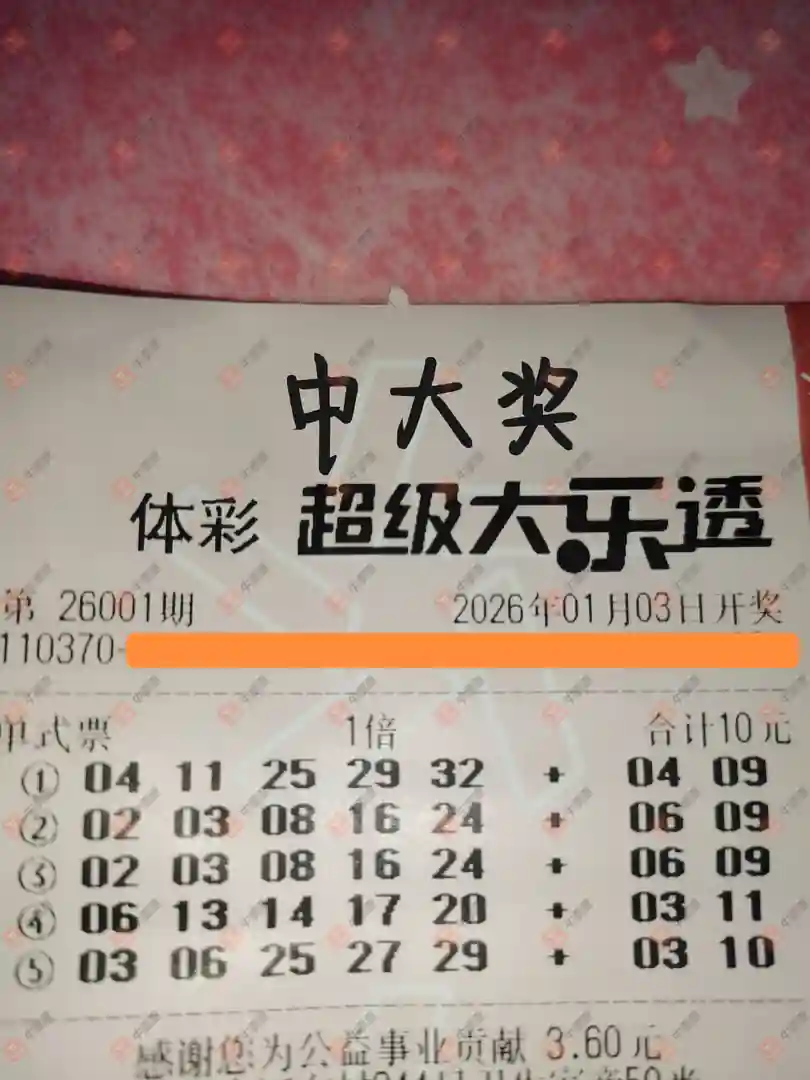 中大奖
体彩 超级大乐透
第 26001期 2026年01月03日开奖
110370-
单式票 1倍 合计10元
① 04 11 25 29 32 + 04 09
② 02 03 08 16 24 + 06 09
③ 02 03 08 16 24 + 06 09
④ 06 13 14 17 20 + 03 11
⑤ 03 06 25 27 29 + 03 10
感谢您为公益事业贡献 3.60元